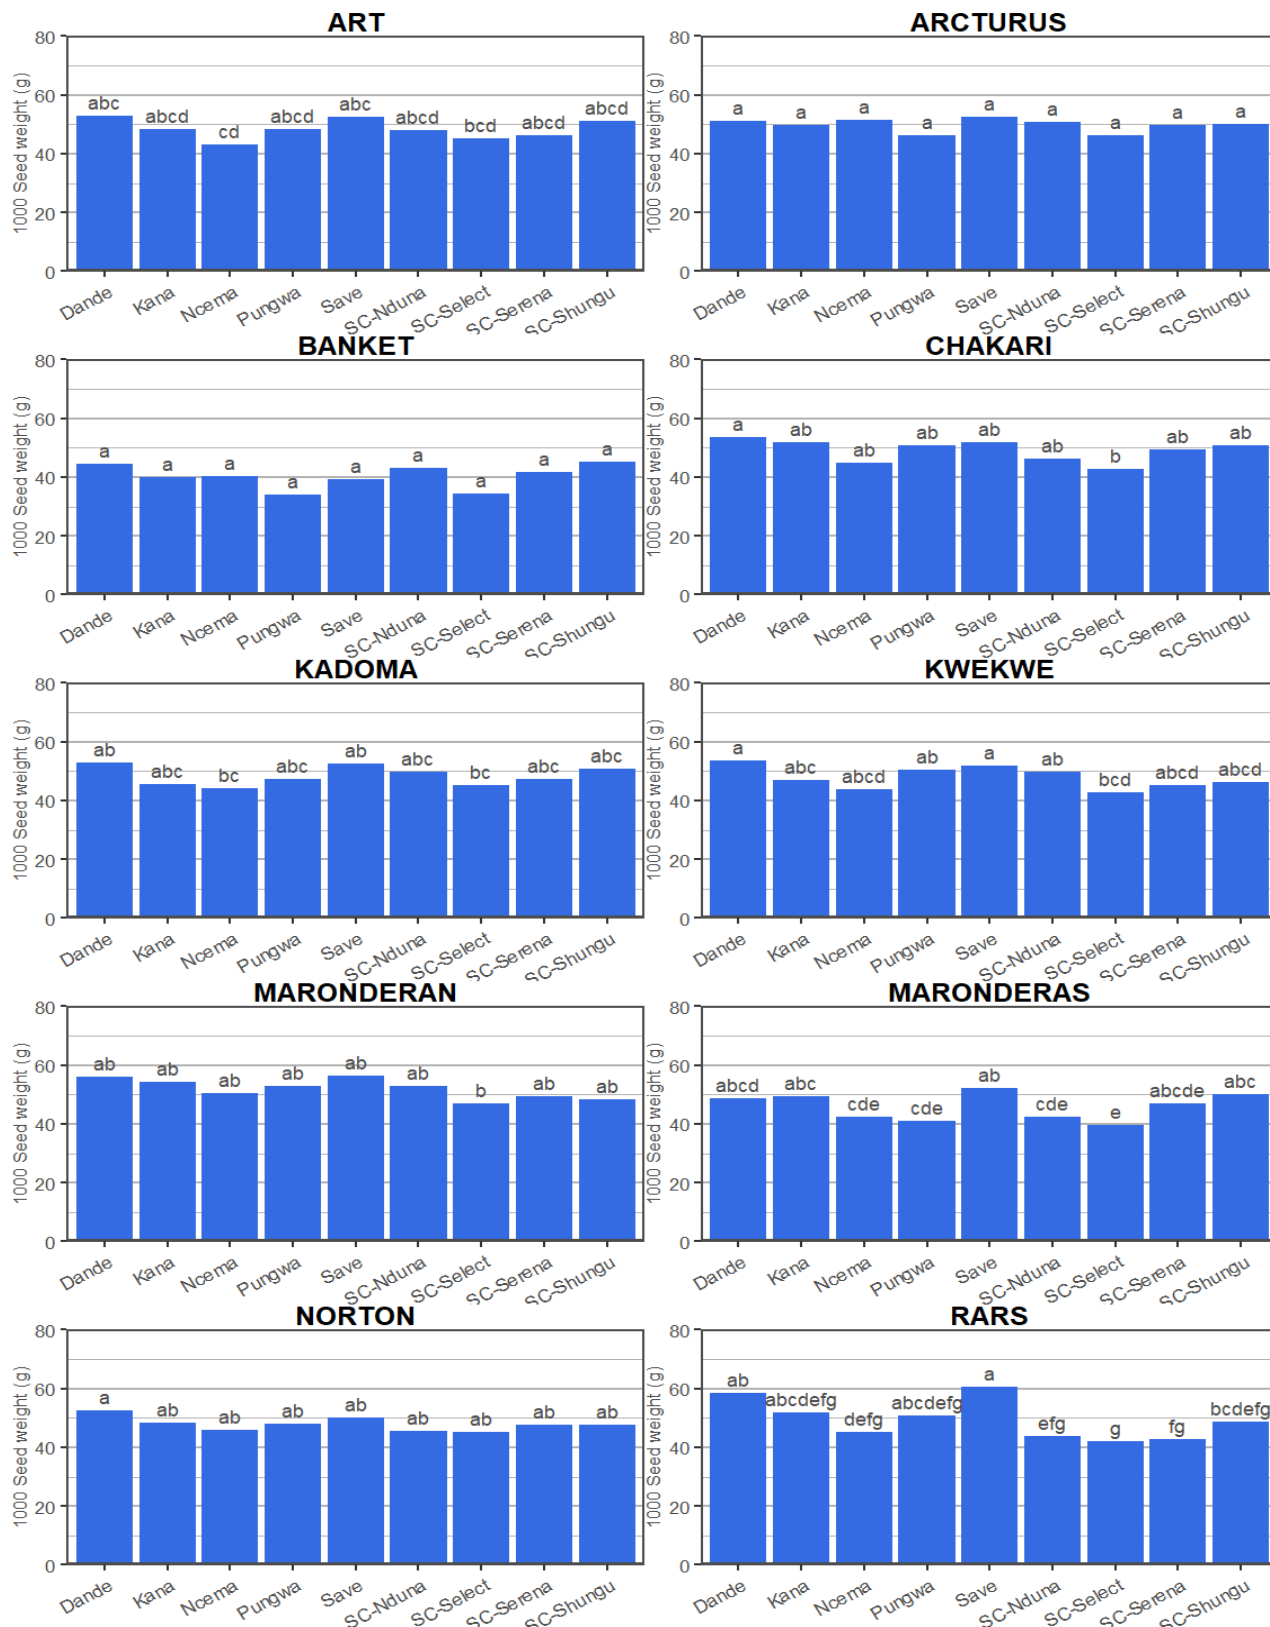 ART
1000 Seed weight (g)
80
60
40
20
0
abc abcd cd abcd abc abcd bcd abcd abcd
Dande Kana Ncema Pungwa Save SC-Nduna SC-Select SC-Serena SC-Shungu
ARCTURUS
1000 Seed weight (g)
80
60
40
20
0
a a a a a a a a a
Dande Kana Ncema Pungwa Save SC-Nduna SC-Select SC-Serena SC-Shungu
BANKET
1000 Seed weight (g)
80
60
40
20
0
a a a a a a a a a
Dande Kana Ncema Pungwa Save SC-Nduna SC-Select SC-Serena SC-Shungu
CHAKARI
1000 Seed weight (g)
80
60
40
20
0
a ab ab ab ab ab b ab ab
Dande Kana Ncema Pungwa Save SC-Nduna SC-Select SC-Serena SC-Shungu
KADOMA
1000 Seed weight (g)
80
60
40
20
0
ab abc bc abc ab abc bc abc abc
Dande Kana Ncema Pungwa Save SC-Nduna SC-Select SC-Serena SC-Shungu
KWEKWE
1000 Seed weight (g)
80
60
40
20
0
a abc abcd ab a ab bcd abcd abcd
Dande Kana Ncema Pungwa Save SC-Nduna SC-Select SC-Serena SC-Shungu
MARONDERAN
1000 Seed weight (g)
80
60
40
20
0
ab ab ab ab ab ab b ab ab
Dande Kana Ncema Pungwa Save SC-Nduna SC-Select SC-Serena SC-Shungu
MARONDERAS
1000 Seed weight (g)
80
60
40
20
0
abcd abc cde cde ab cde e abcde abc
Dande Kana Ncema Pungwa Save SC-Nduna SC-Select SC-Serena SC-Shungu
NORTON
1000 Seed weight (g)
80
60
40
20
0
a ab ab ab ab ab ab ab ab
Dande Kana Ncema Pungwa Save SC-Nduna SC-Select SC-Serena SC-Shungu
RARS
1000 Seed weight (g)
80
60
40
20
0
ab abcdefg defg abcdefg a efg g fg bcdefg
Dande Kana Ncema Pungwa Save SC-Nduna SC-Select SC-Serena SC-Shungu